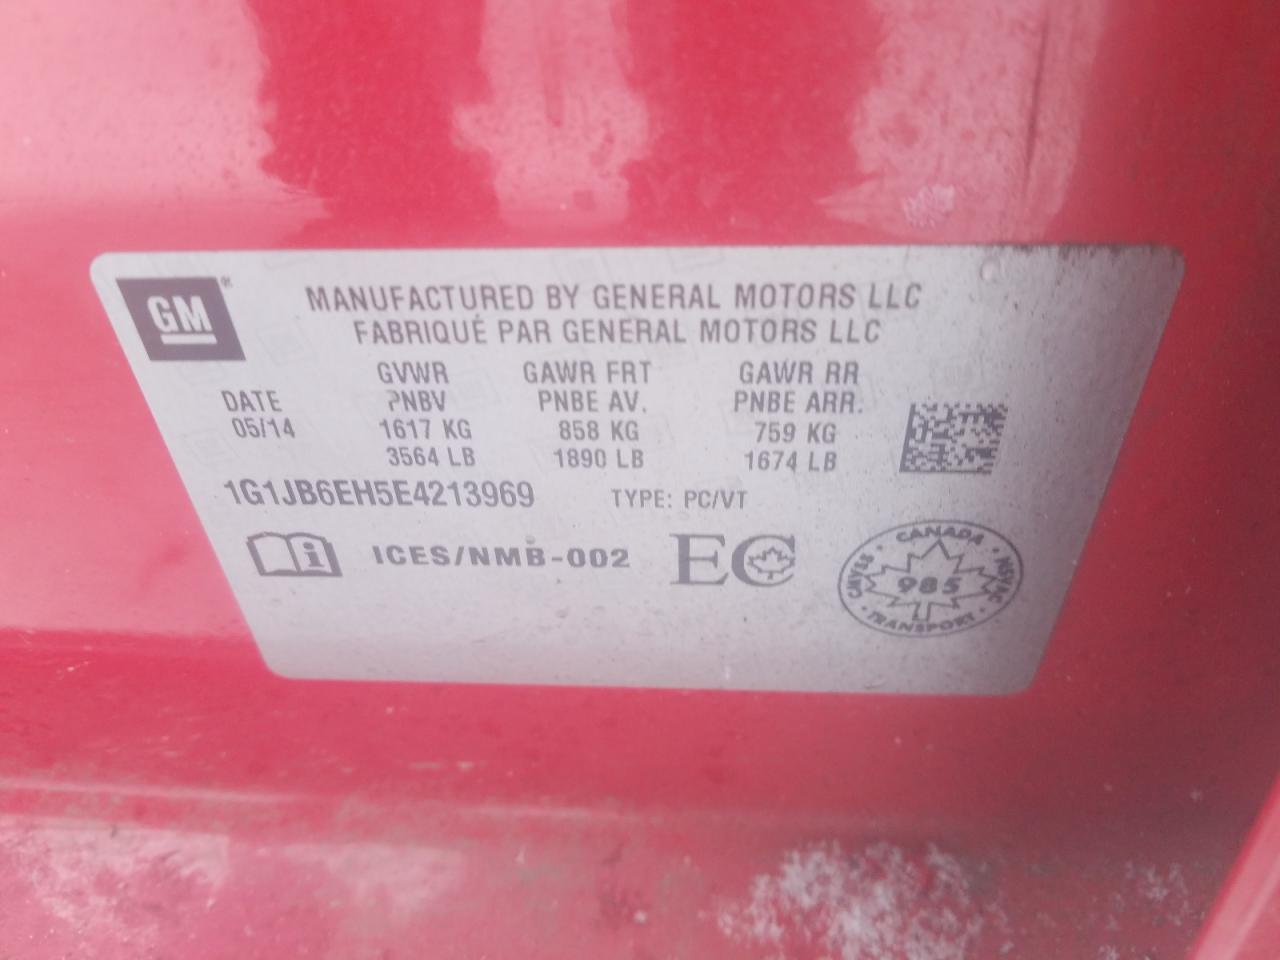 GM®
MANUFACTURED BY GENERAL MOTORS LLC
FABRIQUÉ PAR GENERAL MOTORS LLC
GVWR GAWR FRT GAWR RR
DATE PNBV PNBE AV. PNBE ARR.
05/14 1617 KG 858 KG 759 KG
3564 LB 1890 LB 1674 LB
1G1JB6EH5E4213969 TYPE: PC/VT
i ICES/NMB-002 EC
CANADA
CMVSS 985 NSVAC
TRANSPORT